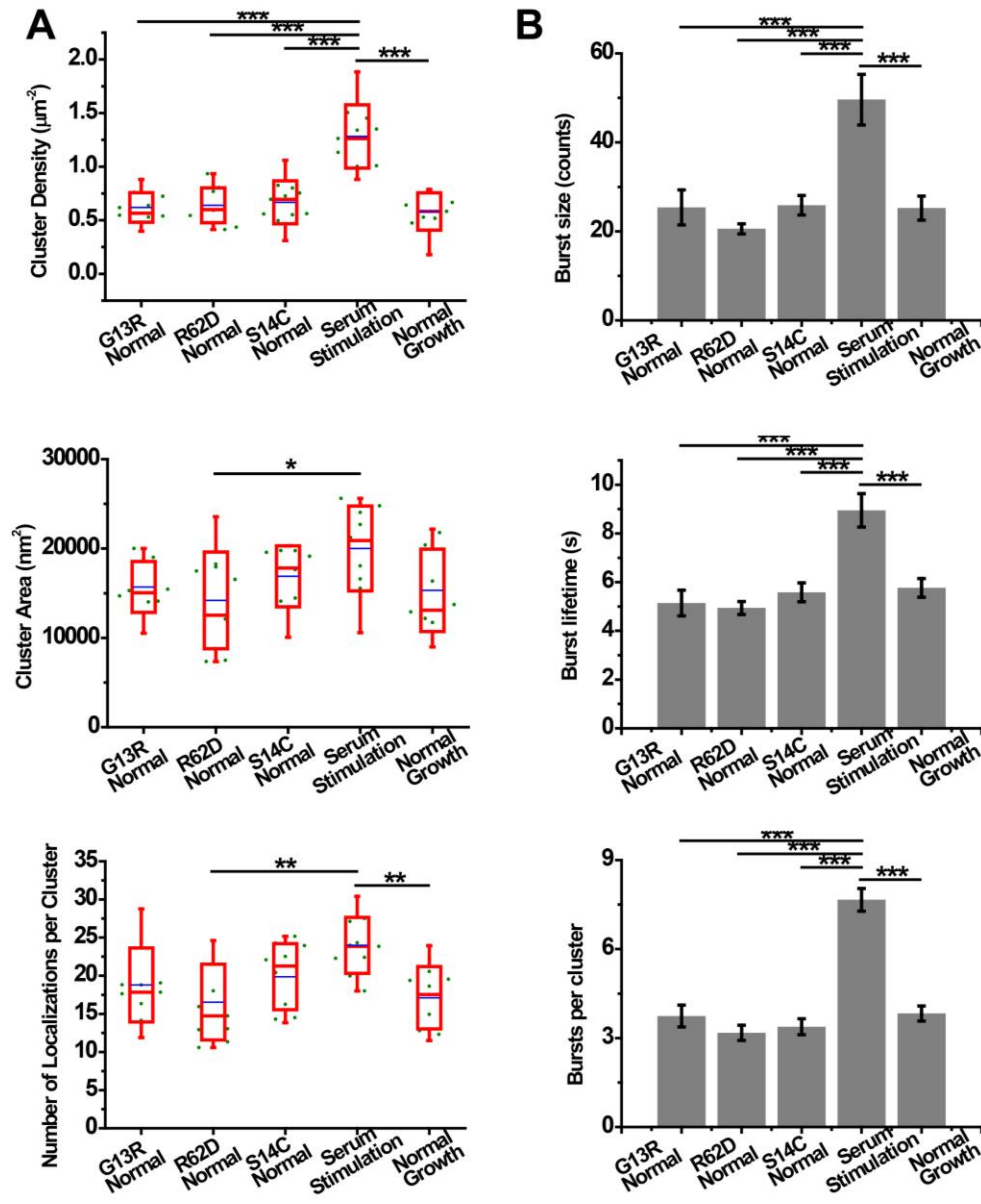 A
***
***
***
***
Cluster Density (µm⁻²)
2.0
1.5
1.0
0.5
0.0
G13R
Normal
R62D
Normal
S14C
Normal
Serum
Stimulation
Normal
Growth
*
Cluster Area (nm²)
30000
20000
10000
0
G13R
Normal
R62D
Normal
S14C
Normal
Serum
Stimulation
Normal
Growth
**
**
Number of Localizations per Cluster
35
30
25
20
15
10
5
0
G13R
Normal
R62D
Normal
S14C
Normal
Serum
Stimulation
Normal
Growth
B
***
***
***
***
Burst size (counts)
60
40
20
0
G13R
Normal
R62D
Normal
S14C
Normal
Serum
Stimulation
Normal
Growth
***
***
***
***
Burst lifetime (s)
10
8
6
4
2
0
G13R
Normal
R62D
Normal
S14C
Normal
Serum
Stimulation
Normal
Growth
***
***
***
***
Bursts per cluster
9
6
3
0
G13R
Normal
R62D
Normal
S14C
Normal
Serum
Stimulation
Normal
Growth